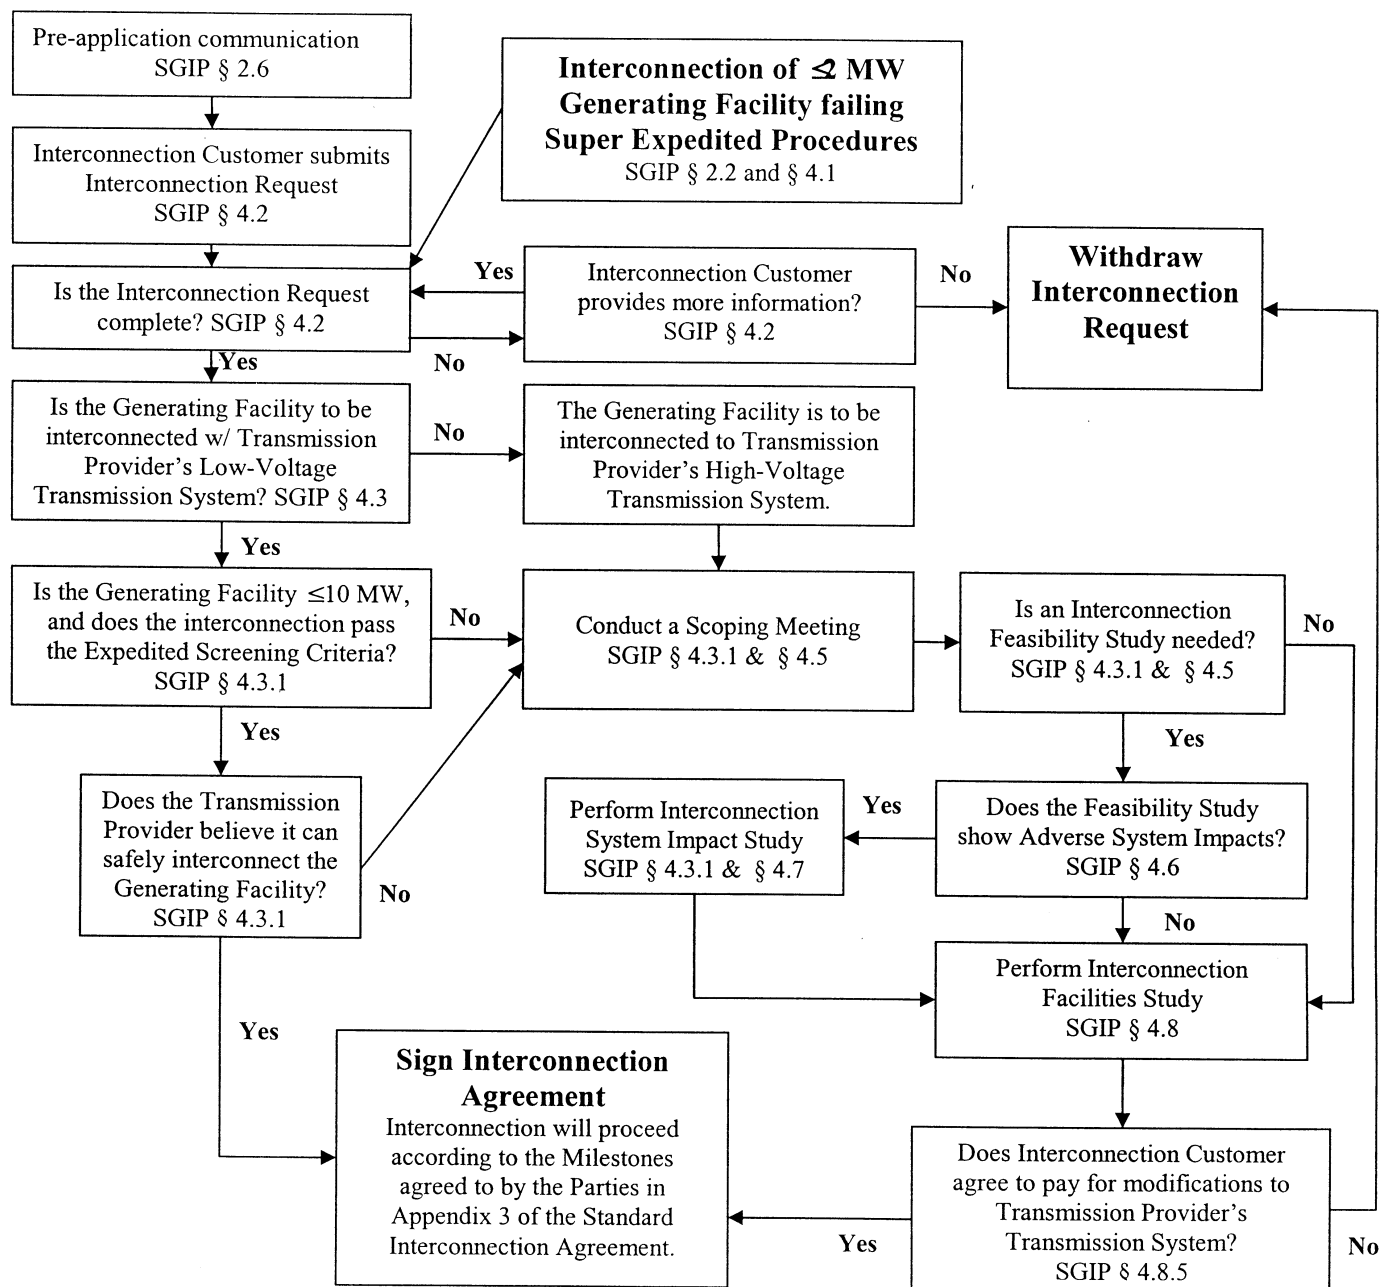 Pre-application communication
SGIP § 2.6
Interconnection of ≤2 MW
Generating Facility failing
Super Expedited Procedures
SGIP § 2.2 and § 4.1
Interconnection Customer submits
Interconnection Request
SGIP § 4.2
Is the Interconnection Request
complete? SGIP § 4.2
Yes
No
Interconnection Customer
provides more information?
SGIP § 4.2
No
Withdraw
Interconnection
Request
Yes
Is the Generating Facility to be
interconnected w/ Transmission
Provider's Low-Voltage
Transmission System? SGIP § 4.3
No
The Generating Facility is to be
interconnected to Transmission
Provider's High-Voltage
Transmission System.
Yes
Is the Generating Facility ≤10 MW,
and does the interconnection pass
the Expedited Screening Criteria?
SGIP § 4.3.1
No
Conduct a Scoping Meeting
SGIP § 4.3.1 & § 4.5
Is an Interconnection
Feasibility Study needed?
SGIP § 4.3.1 & § 4.5
No
Yes
Yes
Does the Transmission
Provider believe it can
safely interconnect the
Generating Facility?
SGIP § 4.3.1
No
Perform Interconnection
System Impact Study
SGIP § 4.3.1 & § 4.7
Yes
Does the Feasibility Study
show Adverse System Impacts?
SGIP § 4.6
No
Perform Interconnection
Facilities Study
SGIP § 4.8
Yes
Sign Interconnection
Agreement
Interconnection will proceed
according to the Milestones
agreed to by the Parties in
Appendix 3 of the Standard
Interconnection Agreement.
Yes
Does Interconnection Customer
agree to pay for modifications to
Transmission Provider's
Transmission System?
SGIP § 4.8.5
No